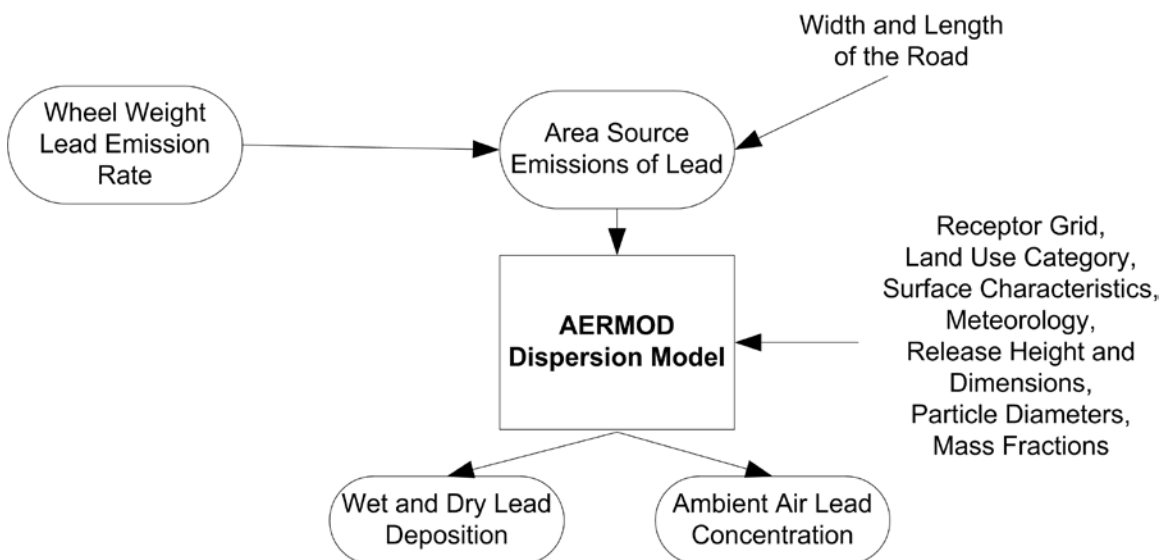 Width and Length
of the Road
Wheel Weight
Lead Emission
Rate
Area Source
Emissions of Lead
Receptor Grid,
Land Use Category,
Surface Characteristics,
Meteorology,
Release Height and
Dimensions,
Particle Diameters,
Mass Fractions
AERMOD
Dispersion Model
Wet and Dry Lead
Deposition
Ambient Air Lead
Concentration